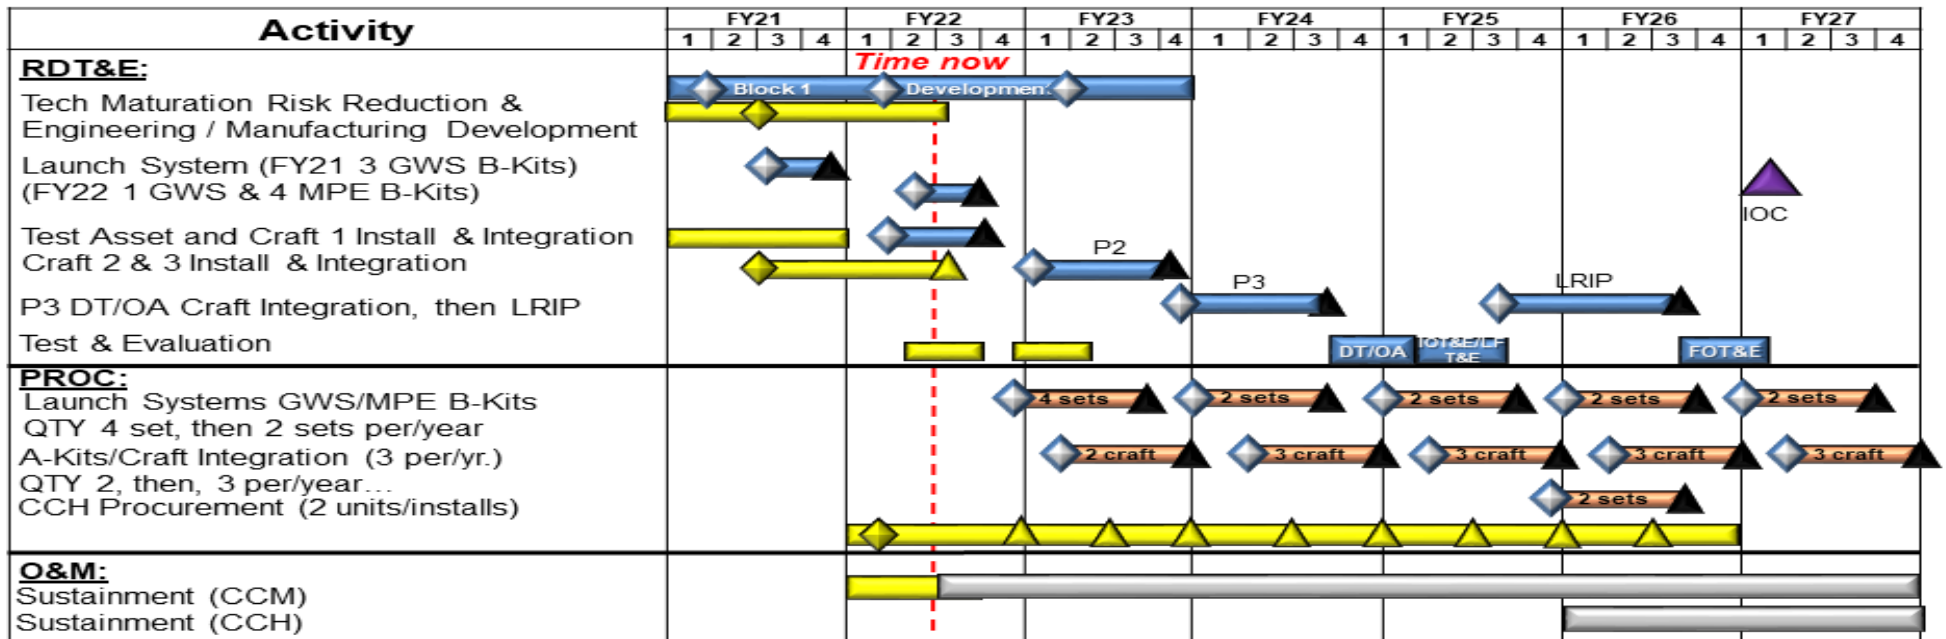 Activity
FY21 FY22 FY23 FY24 FY25 FY26 FY27
1 2 3 4 1 2 3 4 1 2 3 4 1 2 3 4 1 2 3 4 1 2 3 4 1 2 3 4
Time now
RDT&E:
Block 1 Development
Tech Maturation Risk Reduction &
Engineering / Manufacturing Development
Launch System (FY21 3 GWS B-Kits)
(FY22 1 GWS & 4 MPE B-Kits)
IOC
Test Asset and Craft 1 Install & Integration
P2
Craft 2 & 3 Install & Integration
P3 LRIP
P3 DT/OA Craft Integration, then LRIP
Test & Evaluation
DT/OA IOT&E/LF FOT&E
T&E
PROC:
Launch Systems GWS/MPE B-Kits
4 sets 2 sets 2 sets 2 sets 2 sets
QTY 4 set, then 2 sets per/year
A-Kits/Craft Integration (3 per/yr.)
2 craft 3 craft 3 craft 3 craft 3 craft
QTY 2, then, 3 per/year...
CCH Procurement (2 units/installs)
2 sets
O&M:
Sustainment (CCM)
Sustainment (CCH)